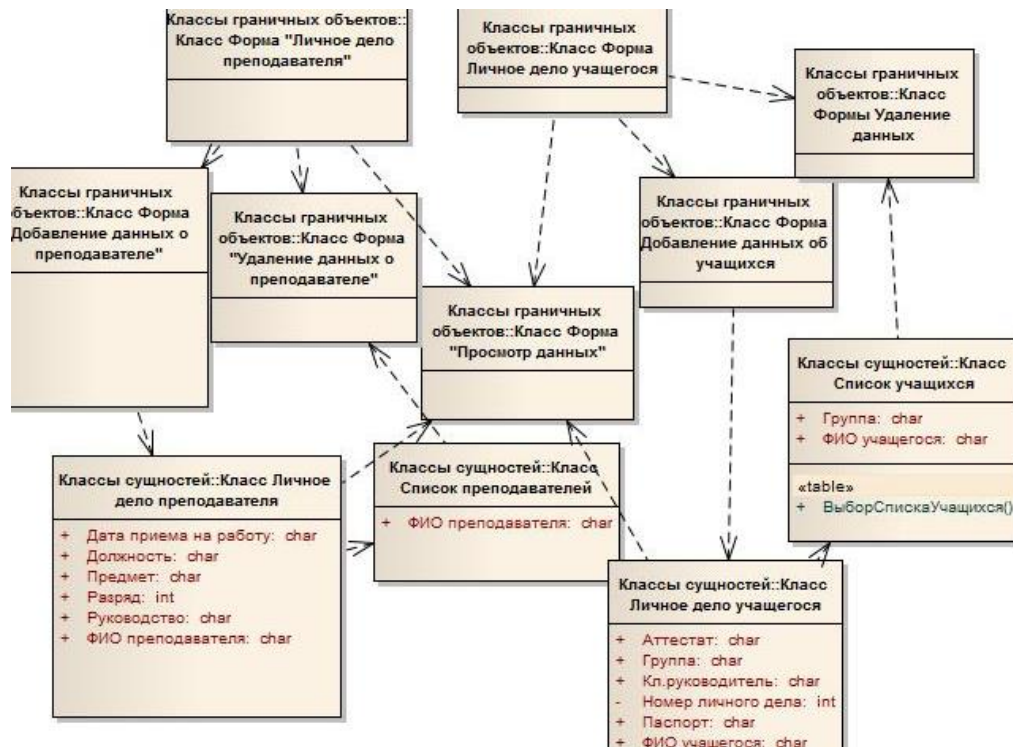 Классы граничных объектов::
Класс Форма "Личное дело
преподавателя"
Классы граничных
объектов::Класс Форма
Личное дело учащегося
Классы граничных
объектов::Класс
Формы Удаление
данных
Классы граничных
объектов::Класс Форма
Добавление данных о
преподавателе"
Классы граничных
объектов::Класс Форма
"Удаление данных о
преподавателе"
Классы граничных
объектов::Класс Форма
Добавление данных об
учащихся
Классы граничных
объектов::Класс Форма
"Просмотр данных"
Классы сущностей::Класс
Список учащихся
+ Группа: char
+ ФИО учащегося: char
«table»
+ ВыборСпискаУчащихся()
Классы сущностей::Класс Личное
дело преподавателя
+ Дата приема на работу: char
+ Должность: char
+ Предмет: char
+ Разряд: int
+ Руководство: char
+ ФИО преподавателя: char
Классы сущностей::Класс
Список преподавателей
+ ФИО преподавателя: char
Классы сущностей::Класс
Личное дело учащегося
+ Аттестат: char
+ Группа: char
+ Кл.руководитель: char
- Номер личного дела: int
+ Паспорт: char
+ ФИО учащегося: char